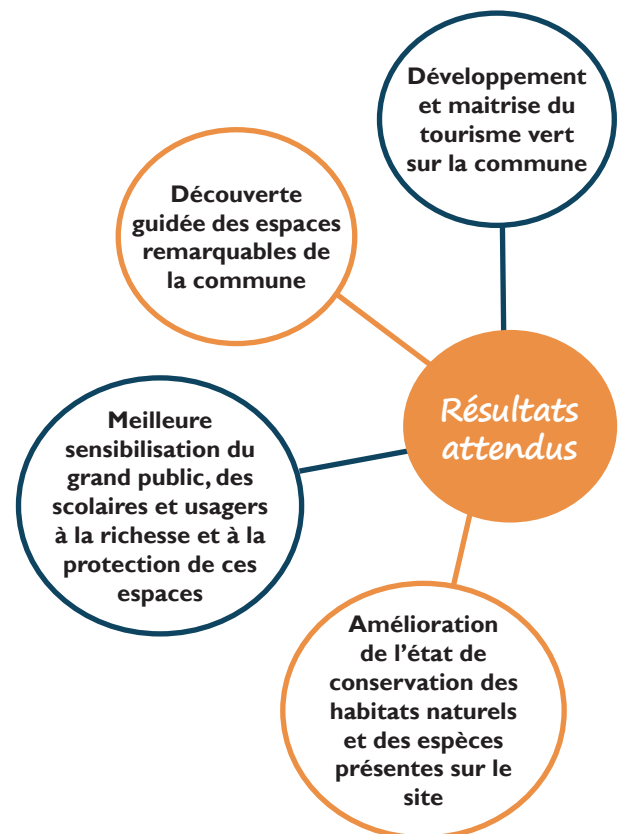 Développement
et maitrise du
tourisme vert
sur la commune
Découverte
guidée des espaces
remarquables de
la commune
Résultats
attendus
Meilleure
sensibilisation du
grand public, des
scolaires et usagers
à la richesse et à la
protection de ces
espaces
Amélioration
de l’état de
conservation des
habitats naturels
et des espèces
présentes sur le
site